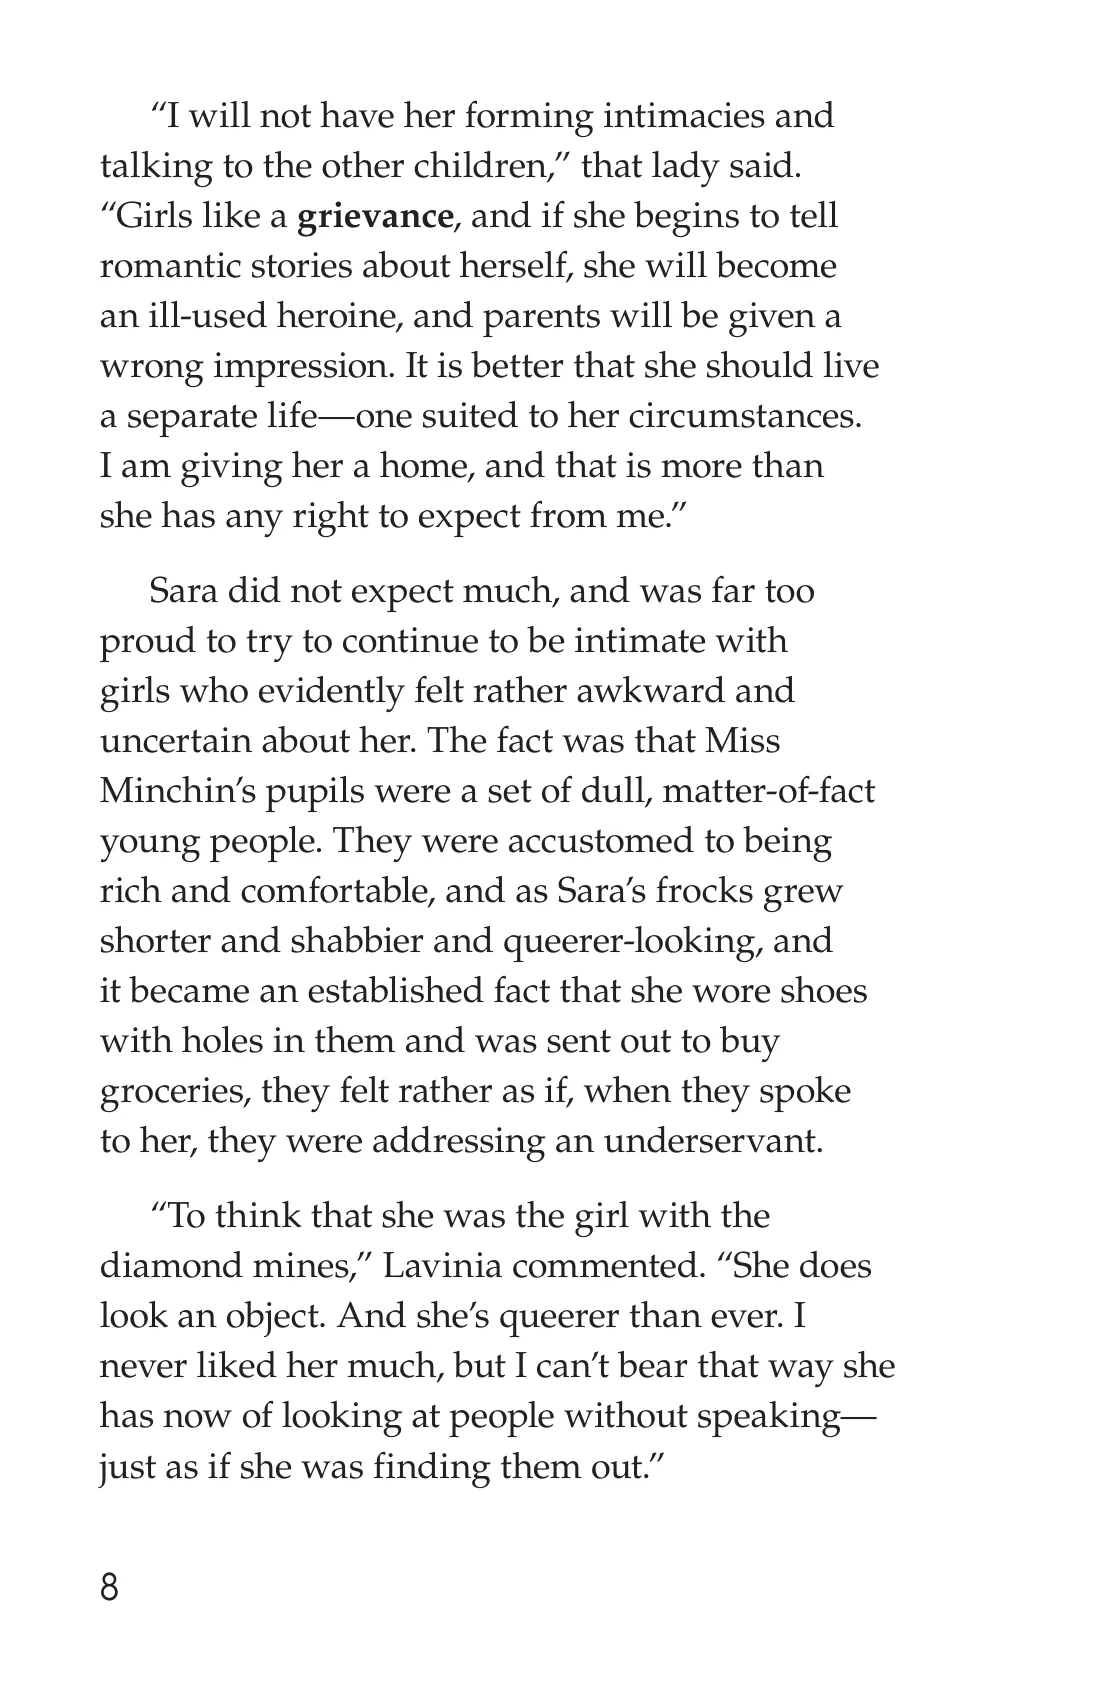 “I will not have her forming intimacies and
talking to the other children,” that lady said.
“Girls like a grievance, and if she begins to tell
romantic stories about herself, she will become
an ill-used heroine, and parents will be given a
wrong impression. It is better that she should live
a separate life—one suited to her circumstances.
I am giving her a home, and that is more than
she has any right to expect from me.”
Sara did not expect much, and was far too
proud to try to continue to be intimate with
girls who evidently felt rather awkward and
uncertain about her. The fact was that Miss
Minchin’s pupils were a set of dull, matter-of-fact
young people. They were accustomed to being
rich and comfortable, and as Sara’s frocks grew
shorter and shabbier and queerer-looking, and
it became an established fact that she wore shoes
with holes in them and was sent out to buy
groceries, they felt rather as if, when they spoke
to her, they were addressing an underservant.
“To think that she was the girl with the
diamond mines,” Lavinia commented. “She does
look an object. And she’s queerer than ever. I
never liked her much, but I can’t bear that way she
has now of looking at people without speaking—
just as if she was finding them out.”
8